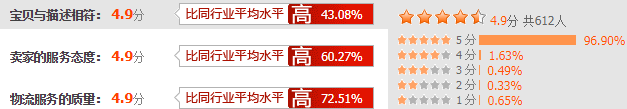 宝贝与描述相符： 4.9分 比同行业平均水平 高 43.08%
卖家的服务态度： 4.9分 比同行业平均水平 高 60.27%
物流服务的质量： 4.9分 比同行业平均水平 高 72.51%
4.9分 共612人
5分 96.90%
4分 1.63%
3分 0.49%
2分 0.33%
1分 0.65%